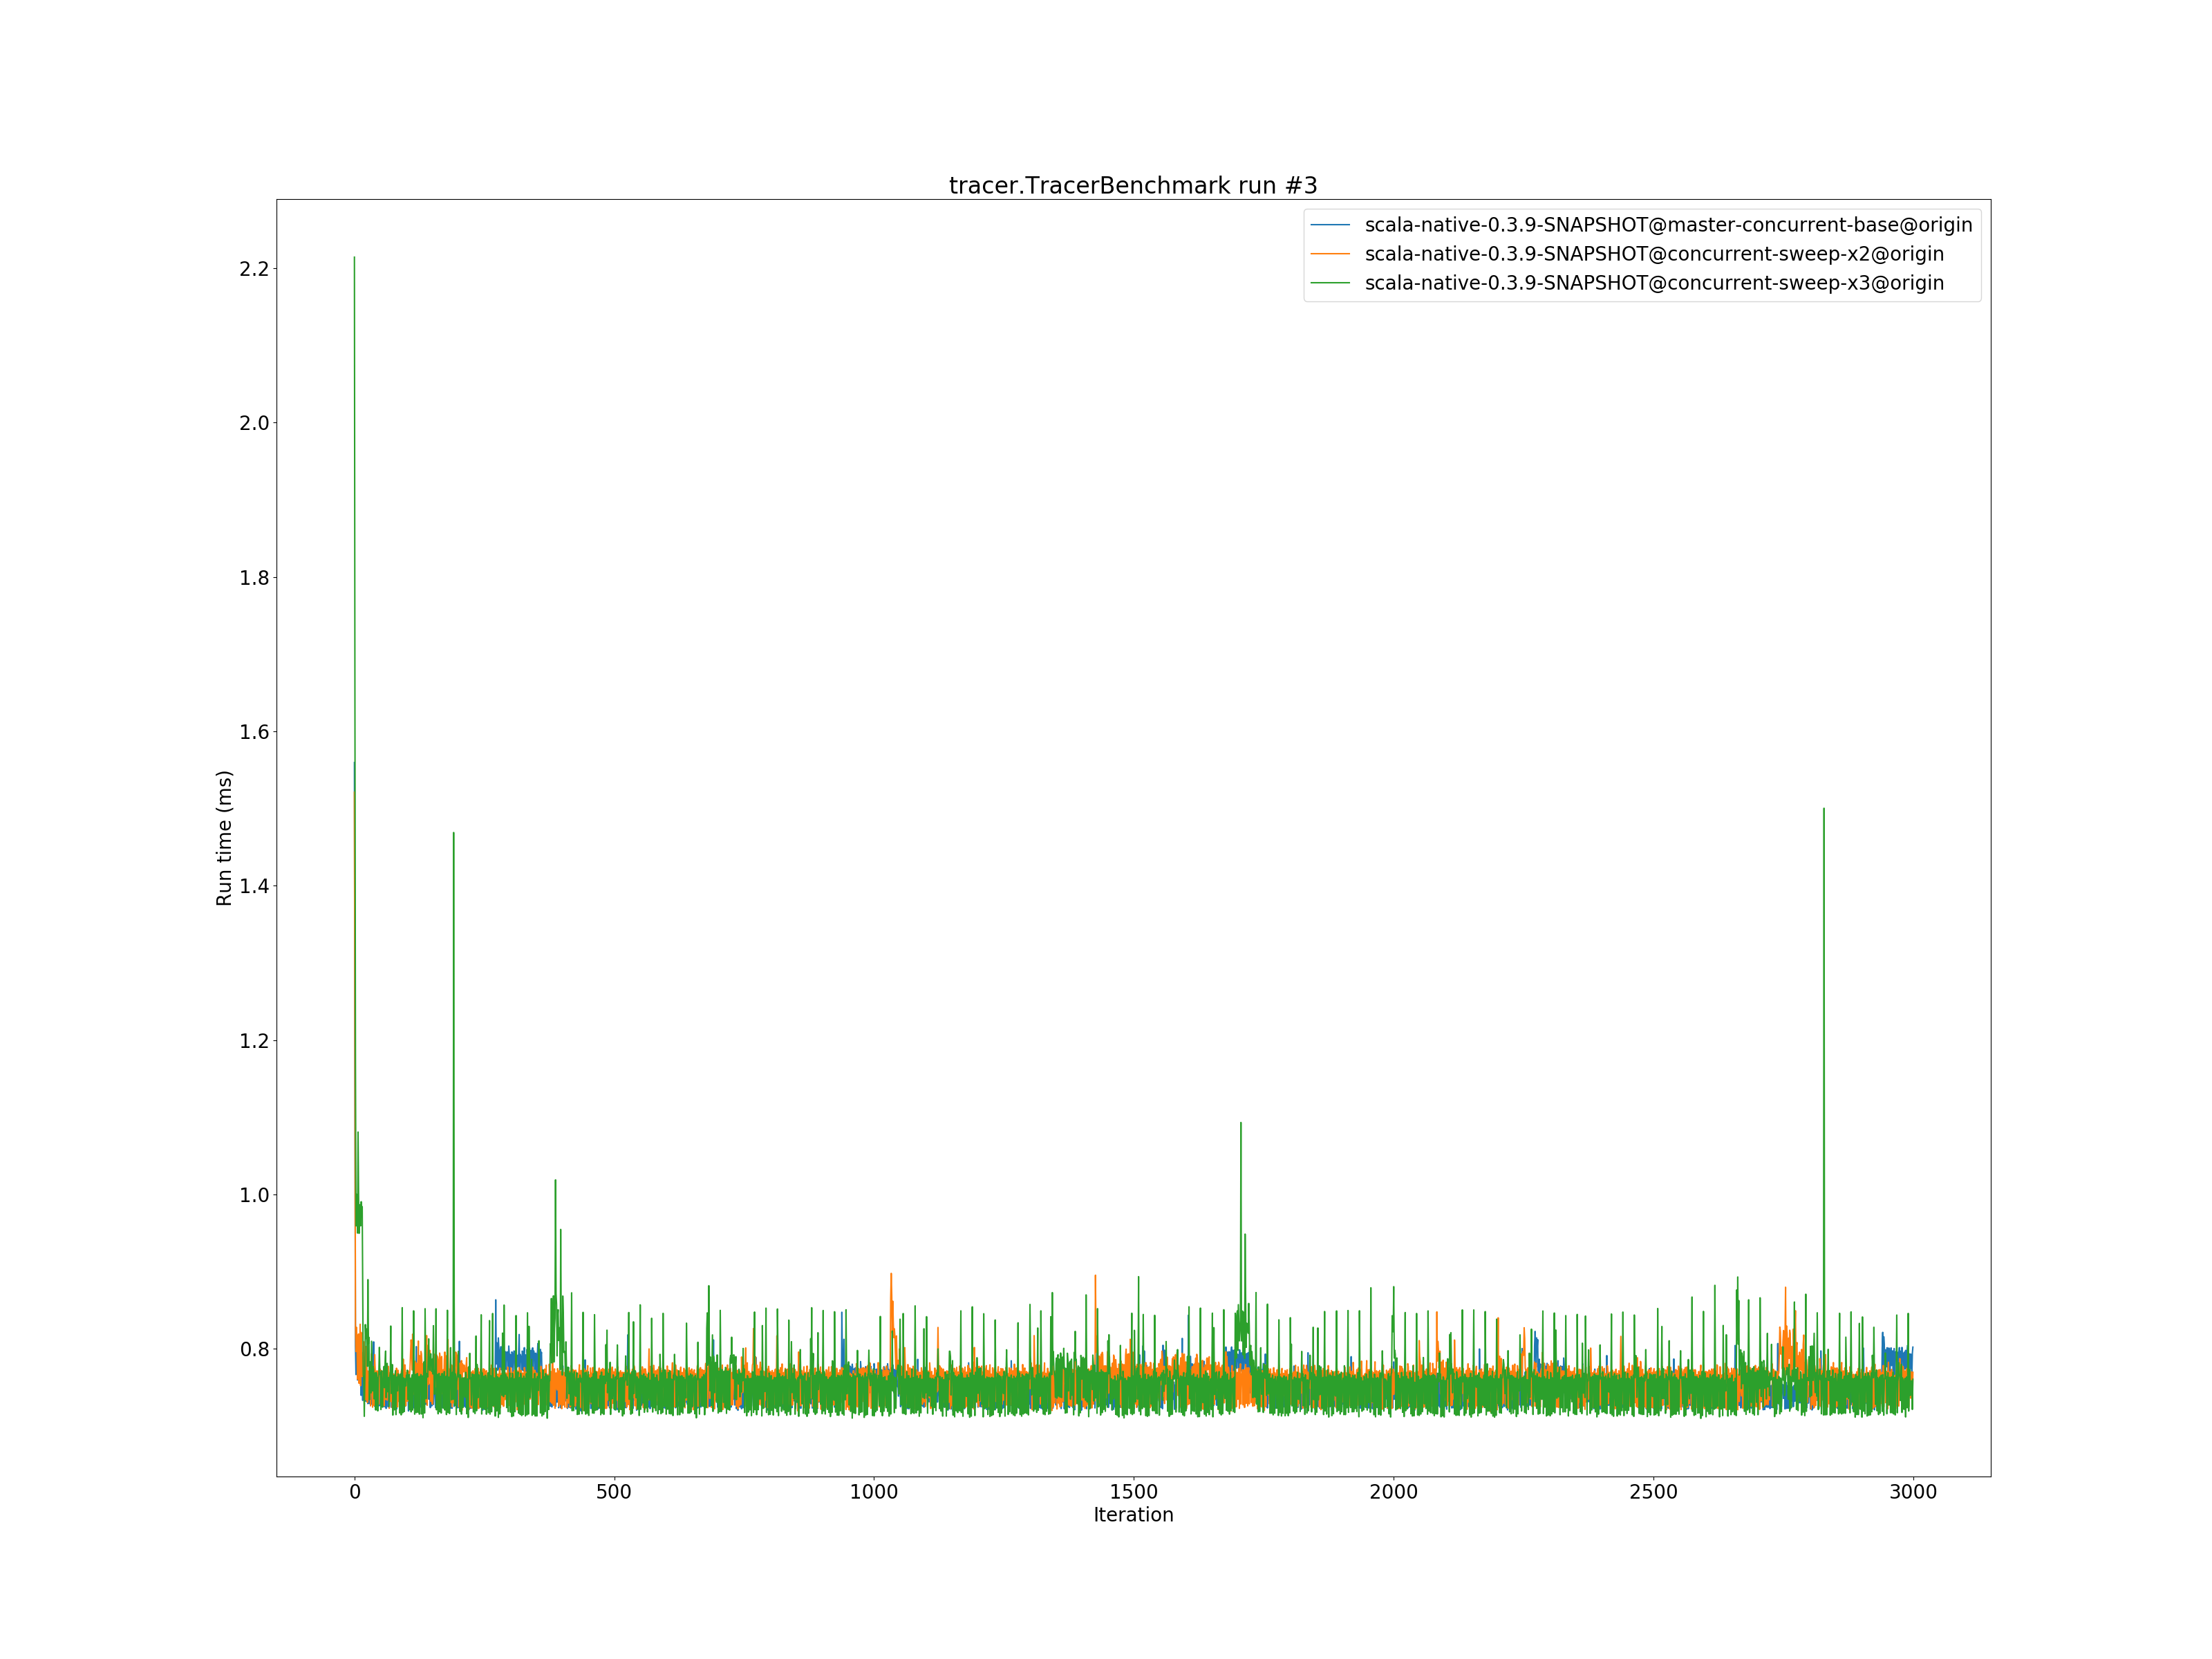 tracer.TracerBenchmark run #3
scala-native-0.3.9-SNAPSHOT@master-concurrent-base@origin
scala-native-0.3.9-SNAPSHOT@concurrent-sweep-x2@origin
scala-native-0.3.9-SNAPSHOT@concurrent-sweep-x3@origin
2.2
2.0
1.8
1.6
1.4
1.2
1.0
0.8
Run time (ms)
0 500 1000 1500 2000 2500 3000
Iteration